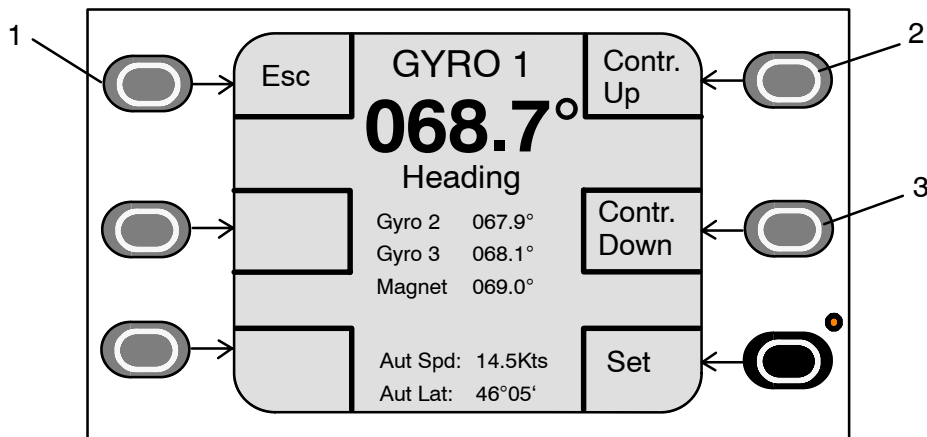 1
2
3
Esc
GYRO 1
Contr.
Up
068.7°
Heading
Gyro 2 067.9°
Gyro 3 068.1°
Magnet 069.0°
Contr.
Down
Aut Spd: 14.5Kts
Aut Lat: 46°05‘
Set